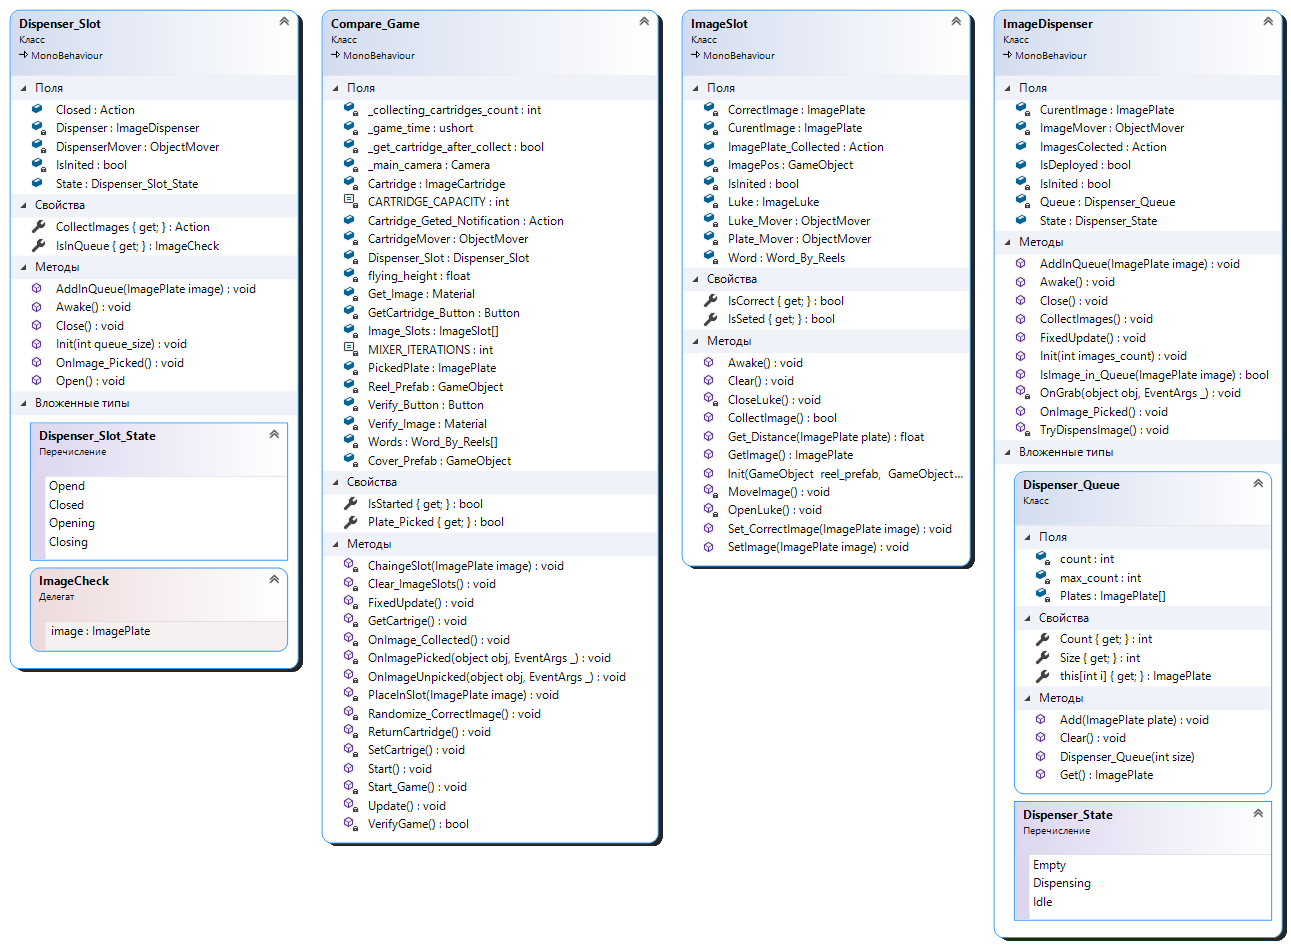 Dispenser_Slot
Класс
MonoBehaviour
Поля
Closed : Action
Dispenser : ImageDispenser
DispenserMover : ObjectMover
IsInited : bool
State : Dispenser_Slot_State
Свойства
CollectImages { get; } : Action
IsInQueue { get; } : ImageCheck
Методы
AddInQueue(ImagePlate image) : void
Awake() : void
Close() : void
Init(int queue_size) : void
OnImage_Picked() : void
Open() : void
Вложенные типы
Dispenser_Slot_State
Перечисление
Opend
Closed
Opening
Closing
ImageCheck
Делегат
image : ImagePlate
Compare_Game
Класс
MonoBehaviour
Поля
_collecting_cartridges_count : int
_game_time : ushort
_get_cartridge_after_collect : bool
_main_camera : Camera
Cartridge : ImageCartridge
CARTRIDGE_CAPACITY : int
Cartridge_Geted_Notification : Action
CartridgeMover : ObjectMover
Dispenser_Slot : Dispenser_Slot
flying_height : float
Get_Image : Material
GetCartridge_Button : Button
Image_Slots : ImageSlot[]
MIXER_ITERATIONS : int
PickedPlate : ImagePlate
Reel_Prefab : GameObject
Verify_Button : Button
Verify_Image : Material
Words : Word_By_Reels[]
Cover_Prefab : GameObject
Свойства
IsStarted { get; } : bool
Plate_Picked { get; } : bool
Методы
ChaingeSlot(ImagePlate image) : void
Clear_ImageSlots() : void
FixedUpdate() : void
GetCartrige() : void
OnImage_Collected() : void
OnImagePicked(object obj, EventArgs _) : void
OnImageUnpicked(object obj, EventArgs _) : void
PlaceInSlot(ImagePlate image) : void
Randomize_CorrectImage() : void
ReturnCartridge() : void
SetCartrige() : void
Start() : void
Start_Game() : void
Update() : void
VerifyGame() : bool
ImageSlot
Класс
MonoBehaviour
Поля
CorrectImage : ImagePlate
CurentImage : ImagePlate
ImagePlate_Collected : Action
ImagePos : GameObject
IsInited : bool
Luke : ImageLuke
Luke_Mover : ObjectMover
Plate_Mover : ObjectMover
Word : Word_By_Reels
Свойства
IsCorrect { get; } : bool
IsSeted { get; } : bool
Методы
Awake() : void
Clear() : void
CloseLuke() : void
CollectImage() : bool
Get_Distance(ImagePlate plate) : float
GetImage() : ImagePlate
Init(GameObject reel_prefab, GameObject...
MoveImage() : void
OpenLuke() : void
Set_CorrectImage(ImagePlate image) : void
SetImage(ImagePlate image) : void
ImageDispenser
Класс
MonoBehaviour
Поля
CurentImage : ImagePlate
ImageMover : ObjectMover
ImagesColected : Action
IsDeployed : bool
IsInited : bool
Queue : Dispenser_Queue
State : Dispenser_State
Методы
AddInQueue(ImagePlate image) : void
Awake() : void
Close() : void
CollectImages() : void
FixedUpdate() : void
Init(int images_count) : void
IsImage_in_Queue(ImagePlate image) : bool
OnGrab(object obj, EventArgs _) : void
OnImage_Picked() : void
TryDispensImage() : void
Вложенные типы
Dispenser_Queue
Класс
Поля
count : int
max_count : int
Plates : ImagePlate[]
Свойства
Count { get; } : int
Size { get; } : int
this[int i] { get; } : ImagePlate
Методы
Add(ImagePlate plate) : void
Clear() : void
Dispenser_Queue(int size)
Get() : ImagePlate
Dispenser_State
Перечисление
Empty
Dispensing
Idle